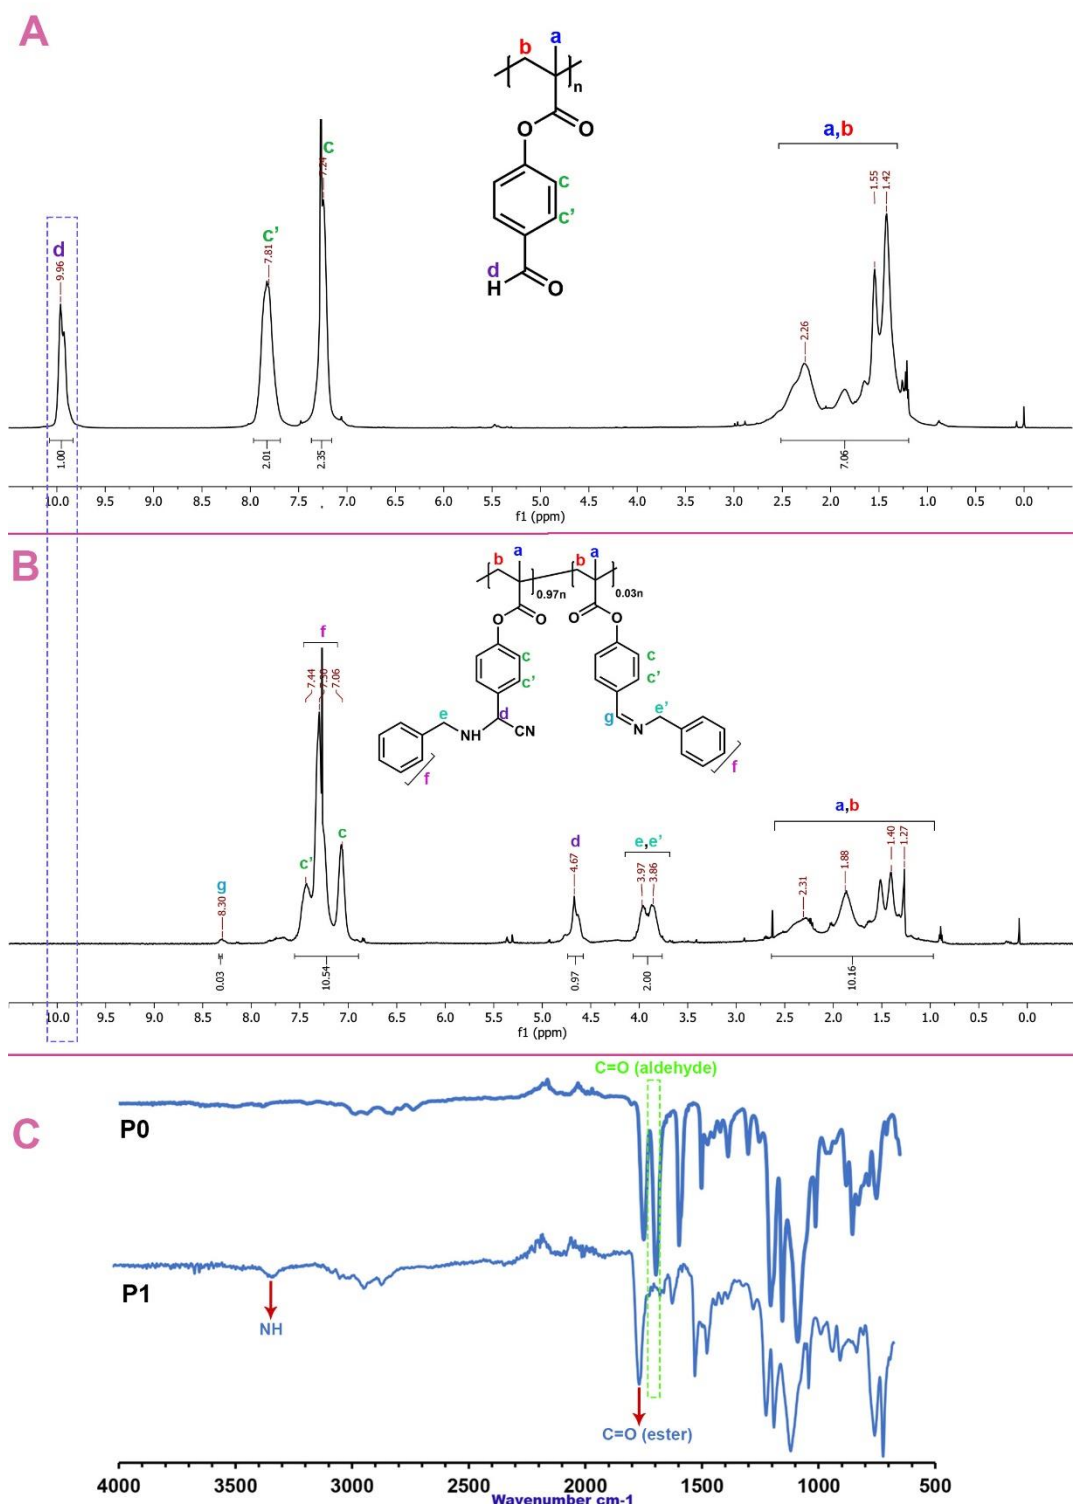 A
b a
n
O O
c
c'
d
H O
a,b
d
9.96
c'
7.81
c
7.24
2.26
1.55
1.42
1.00
2.01
2.35
7.06
10.0 9.5 9.0 8.5 8.0 7.5 7.0 6.5 6.0 5.5 5.0 4.5 4.0 3.5 3.0 2.5 2.0 1.5 1.0 0.5 0.0
f1 (ppm)
B
b a b a
0.97n 0.03n
O O O O
c c
c' c'
e d g e'
NH CN N
f f
f
7.44
7.30
7.06
c' c
g
8.30
d
4.67
e,e'
3.97
3.86
a,b
2.31
1.88
1.40
1.27
0.03
10.54
0.97
2.00
10.16
10.0 9.5 9.0 8.5 8.0 7.5 7.0 6.5 6.0 5.5 5.0 4.5 4.0 3.5 3.0 2.5 2.0 1.5 1.0 0.5 0.0
f1 (ppm)
C
C=O (aldehyde)
P0
P1
NH
C=O (ester)
4000 3500 3000 2500 2000 1500 1000 500
Wavenumber cm-1